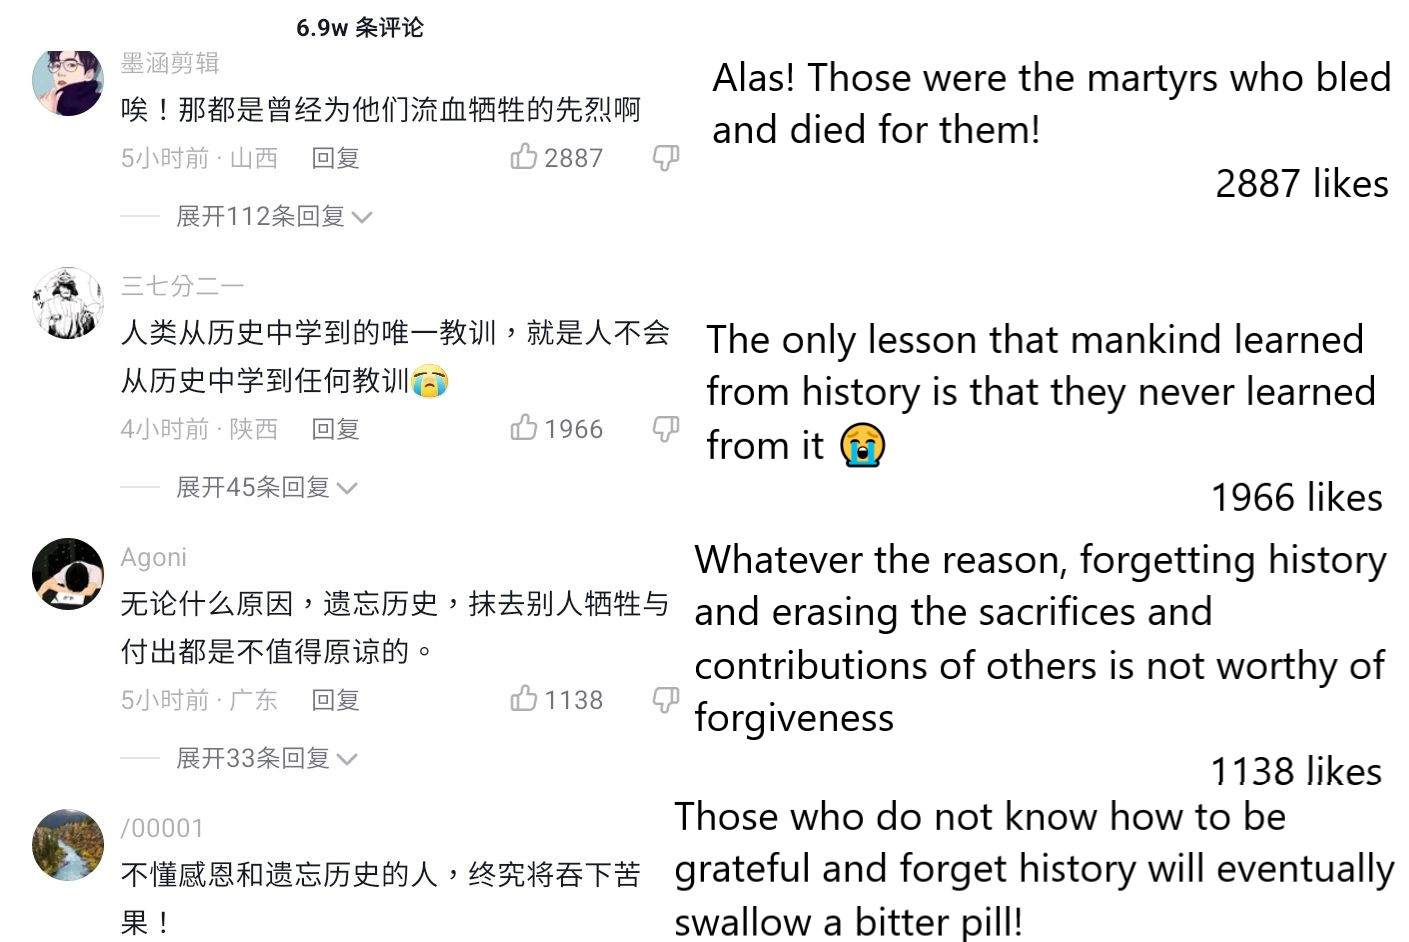 6.9w 条评论
墨涵剪辑
唉！那都是曾经为他们流血牺牲的先烈啊
5小时前 · 山西 回复 2887
展开112条回复
Alas! Those were the martyrs who bled
and died for them!
2887 likes
三七分二一
人类从历史中学到的唯一教训，就是人不会
从历史中学到任何教训😭
4小时前 · 陕西 回复 1966
展开45条回复
The only lesson that mankind learned
from history is that they never learned
from it 😭
1966 likes
Agoni
无论什么原因，遗忘历史，抹去别人牺牲与
付出都是不值得原谅的。
5小时前 · 广东 回复 1138
展开33条回复
Whatever the reason, forgetting history
and erasing the sacrifices and
contributions of others is not worthy of
forgiveness
1138 likes
/00001
不懂感恩和遗忘历史的人，终究将吞下苦
果！
Those who do not know how to be
grateful and forget history will eventually
swallow a bitter pill!